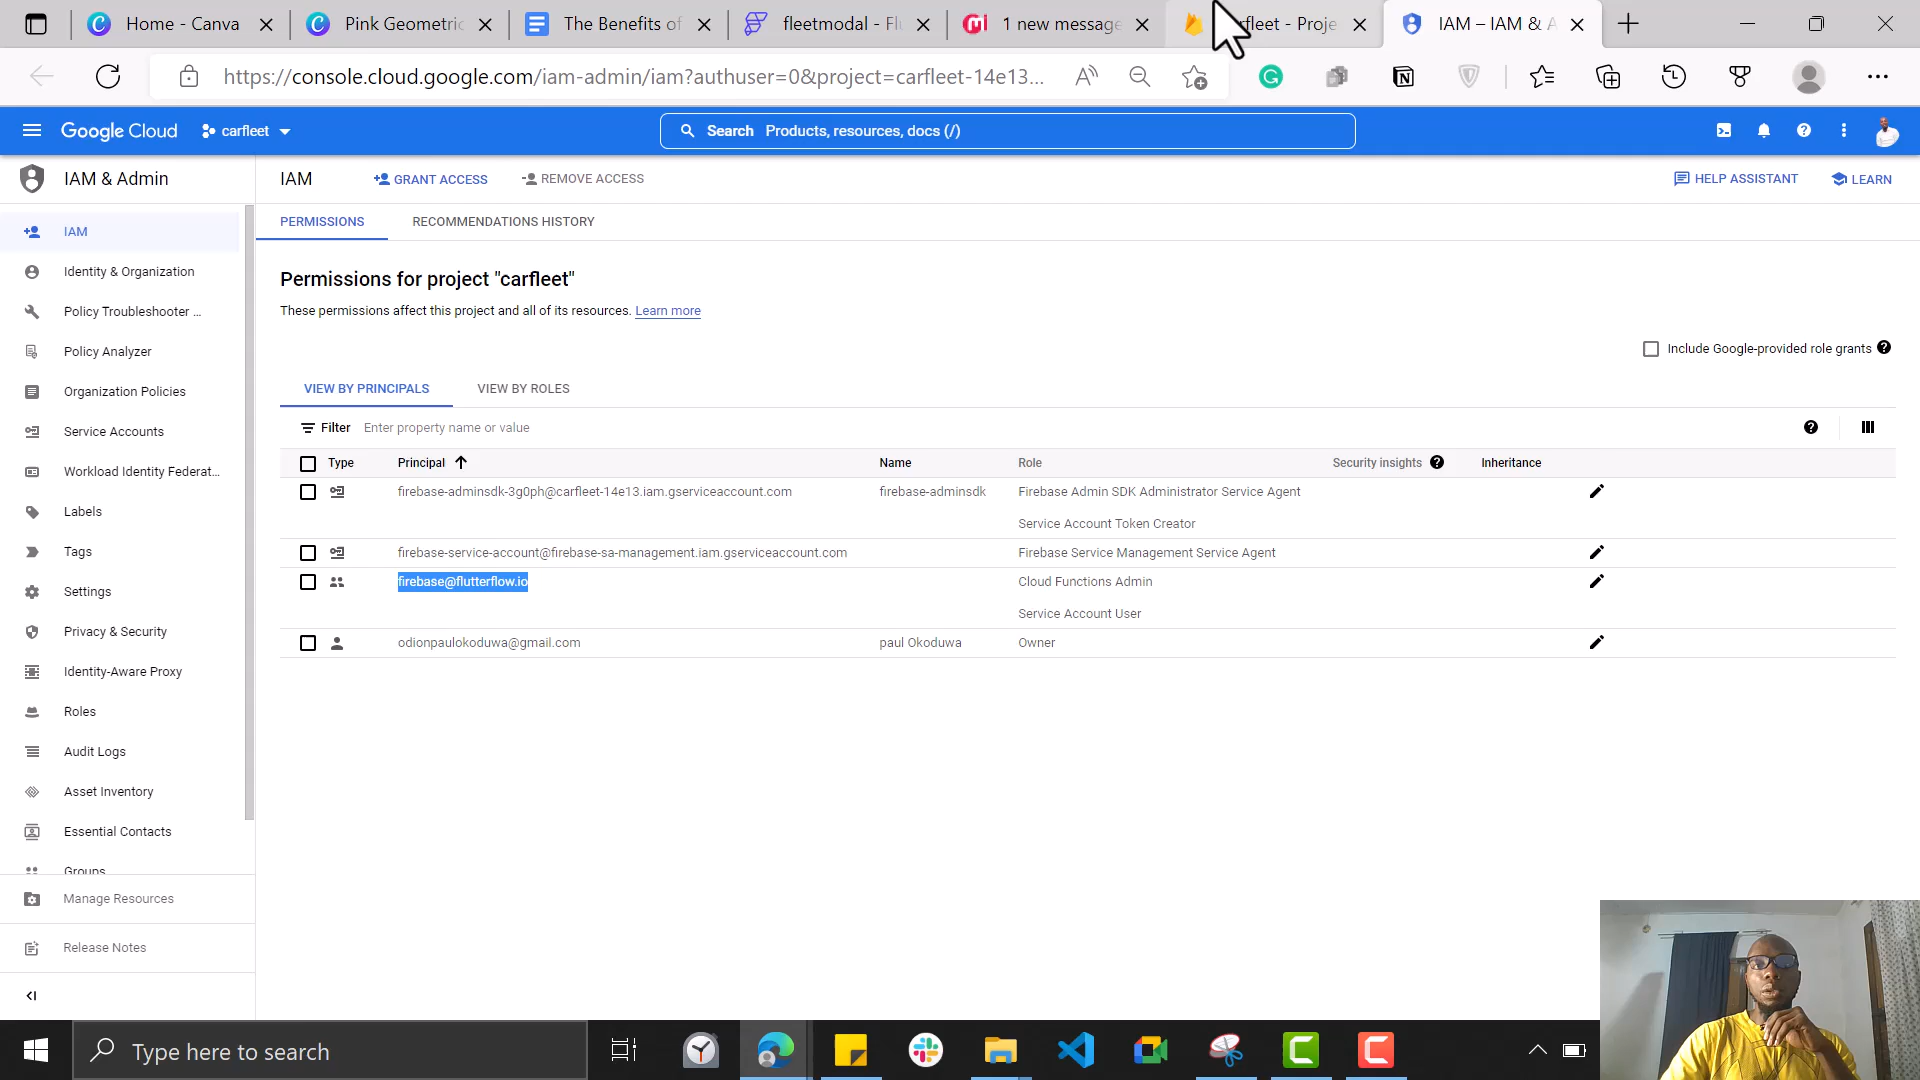 Home - Canva
Pink Geometric
The Benefits of
fleetmodal - Fl
1 new message
rfleet - Proje
IAM – IAM & A
https://console.cloud.google.com/iam-admin/iam?authuser=0&project=carfleet-14e13...
Google Cloud
carfleet
Search Products, resources, docs (/)
IAM & Admin
IAM
GRANT ACCESS
REMOVE ACCESS
HELP ASSISTANT
LEARN
IAM
Identity & Organization
Policy Troubleshooter ...
Policy Analyzer
Organization Policies
Service Accounts
Workload Identity Federat...
Labels
Tags
Settings
Privacy & Security
Identity-Aware Proxy
Roles
Audit Logs
Asset Inventory
Essential Contacts
Groups
Manage Resources
Release Notes
PERMISSIONS
RECOMMENDATIONS HISTORY
Permissions for project "carfleet"
These permissions affect this project and all of its resources. Learn more
Include Google-provided role grants
VIEW BY PRINCIPALS
VIEW BY ROLES
Filter Enter property name or value
Type Principal Name Role Security insights Inheritance
firebase-adminsdk-3g0ph@carfleet-14e13.iam.gserviceaccount.com firebase-adminsdk Firebase Admin SDK Administrator Service Agent
Service Account Token Creator
firebase-service-account@firebase-sa-management.iam.gserviceaccount.com Firebase Service Management Service Agent
firebase@flutterflow.io Cloud Functions Admin
Service Account User
odionpaulokoduwa@gmail.com paul Okoduwa Owner
Type here to search